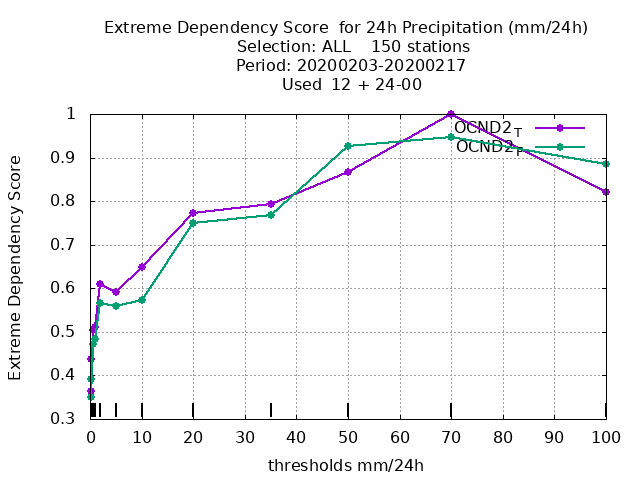 Extreme Dependency Score  for 24h Precipitation (mm/24h)
Selection: ALL    150 stations
Period: 20200203-20200217
Used  12 + 24-00
Extreme Dependency Score
1
0.9
0.8
0.7
0.6
0.5
0.4
0.3
OCND2T
OCND2
0 10 20 30 40 50 60 70 80 90 100
thresholds mm/24h